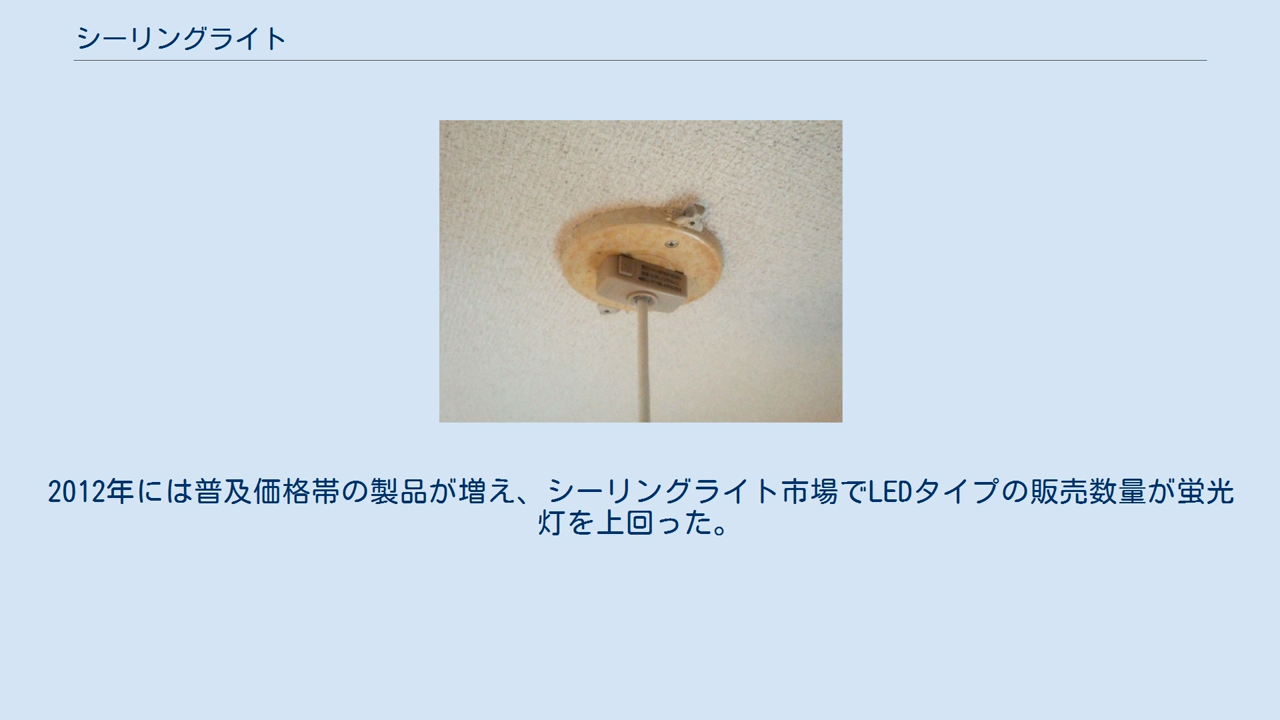 シーリングライト
2012年には普及価格帯の製品が増え、シーリングライト市場でLEDタイプの販売数量が蛍光
灯を上回った。